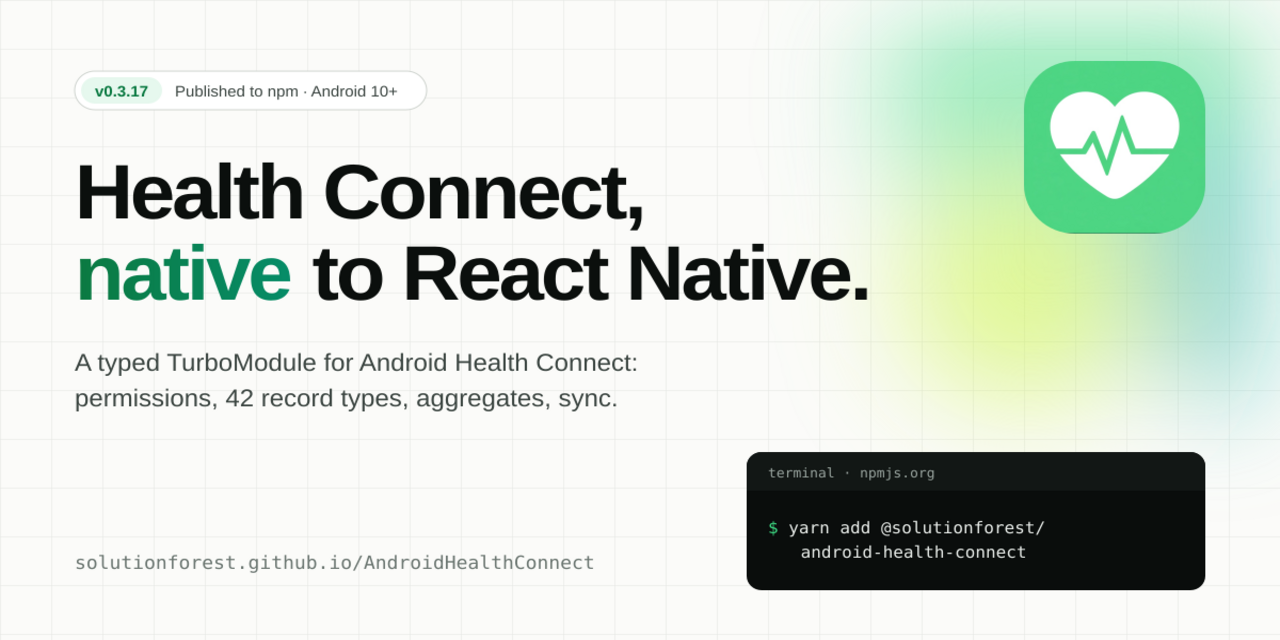 v0.3.17 Published to npm · Android 10+
Health Connect,
native to React Native.
A typed TurboModule for Android Health Connect:
permissions, 42 record types, aggregates, sync.
terminal · npmjs.org
$ yarn add @solutionforest/
android-health-connect
solutionforest.github.io/AndroidHealthConnect